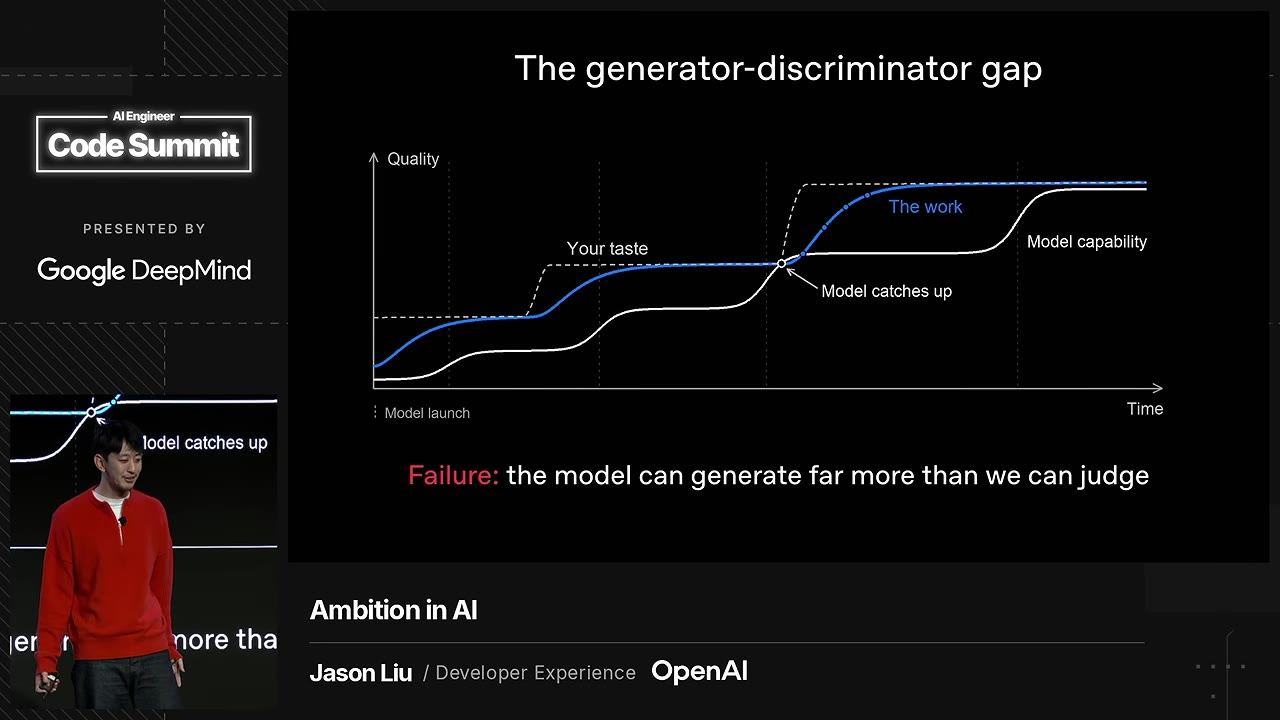 AI Engineer
Code Summit
PRESENTED BY
Google DeepMind
The generator-discriminator gap
Quality
Your taste
The work
Model capability
Model catches up
Model launch
Time
Failure: the model can generate far more than we can judge
Model catches up
more tha
Ambition in AI
Jason Liu / Developer Experience OpenAI